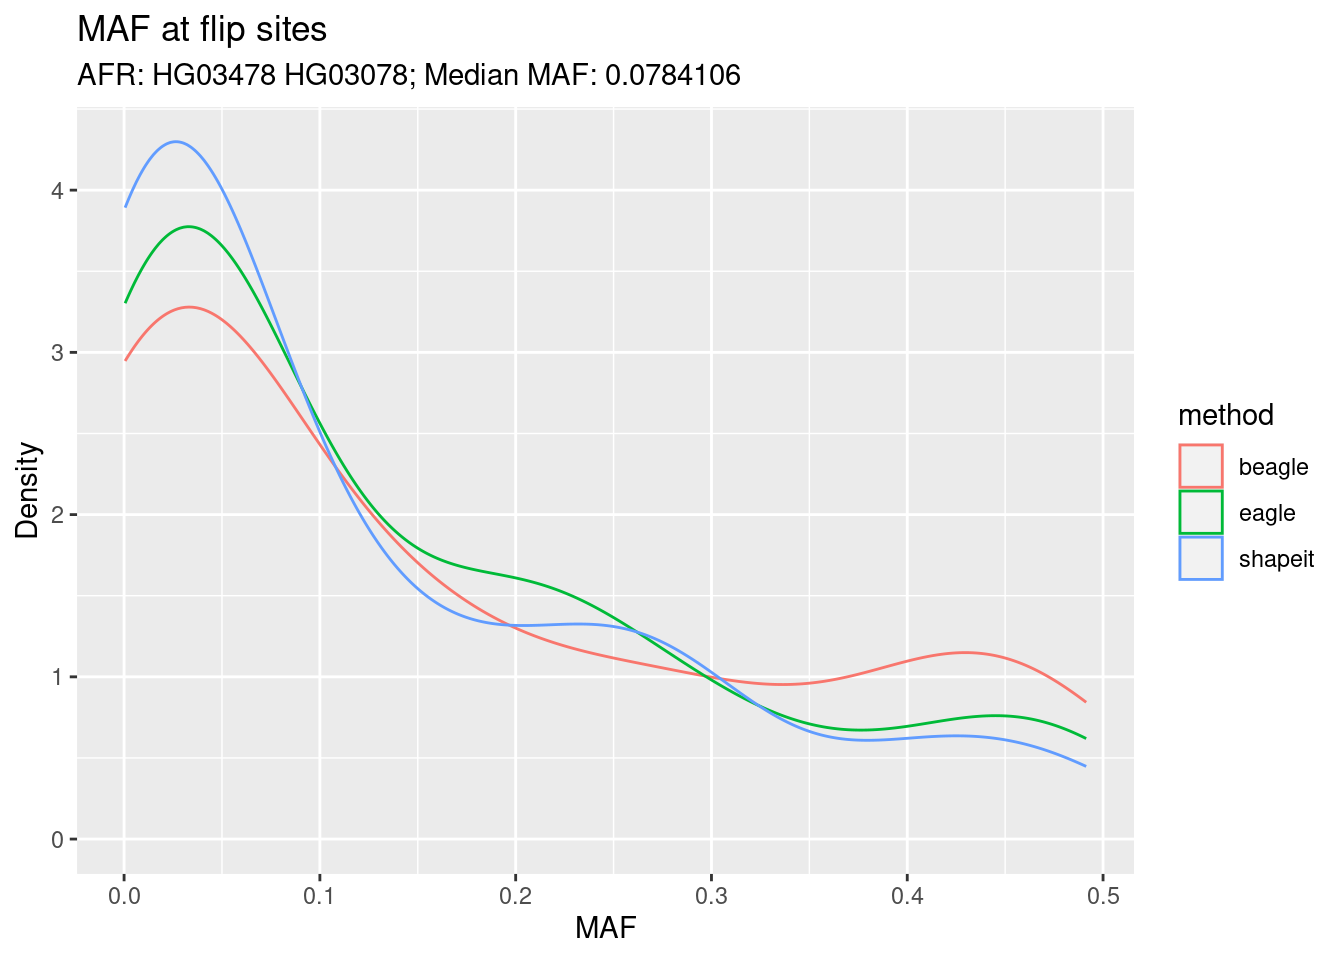 MAF at flip sites
AFR: HG03478 HG03078; Median MAF: 0.0784106
4
3
2
1
0
Density
0.0 0.1 0.2 0.3 0.4 0.5
MAF
method
beagle
eagle
shapeit